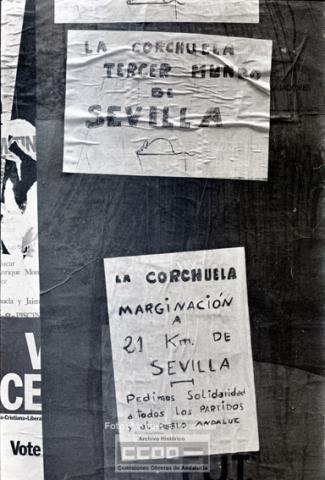 LA CORCHUELA
TERCER MUNDO
DE
SEVILLA
LA CORCHUELA
MARGINACIÓN
A
21 Km. DE
SEVILLA
Pedimos Solidaridad
a todos los PARTIDOS
y al PUEBLO ANDALUZ
Vote
Archivo Histórico
CCOO
Comisiones Obreras de Andalucía